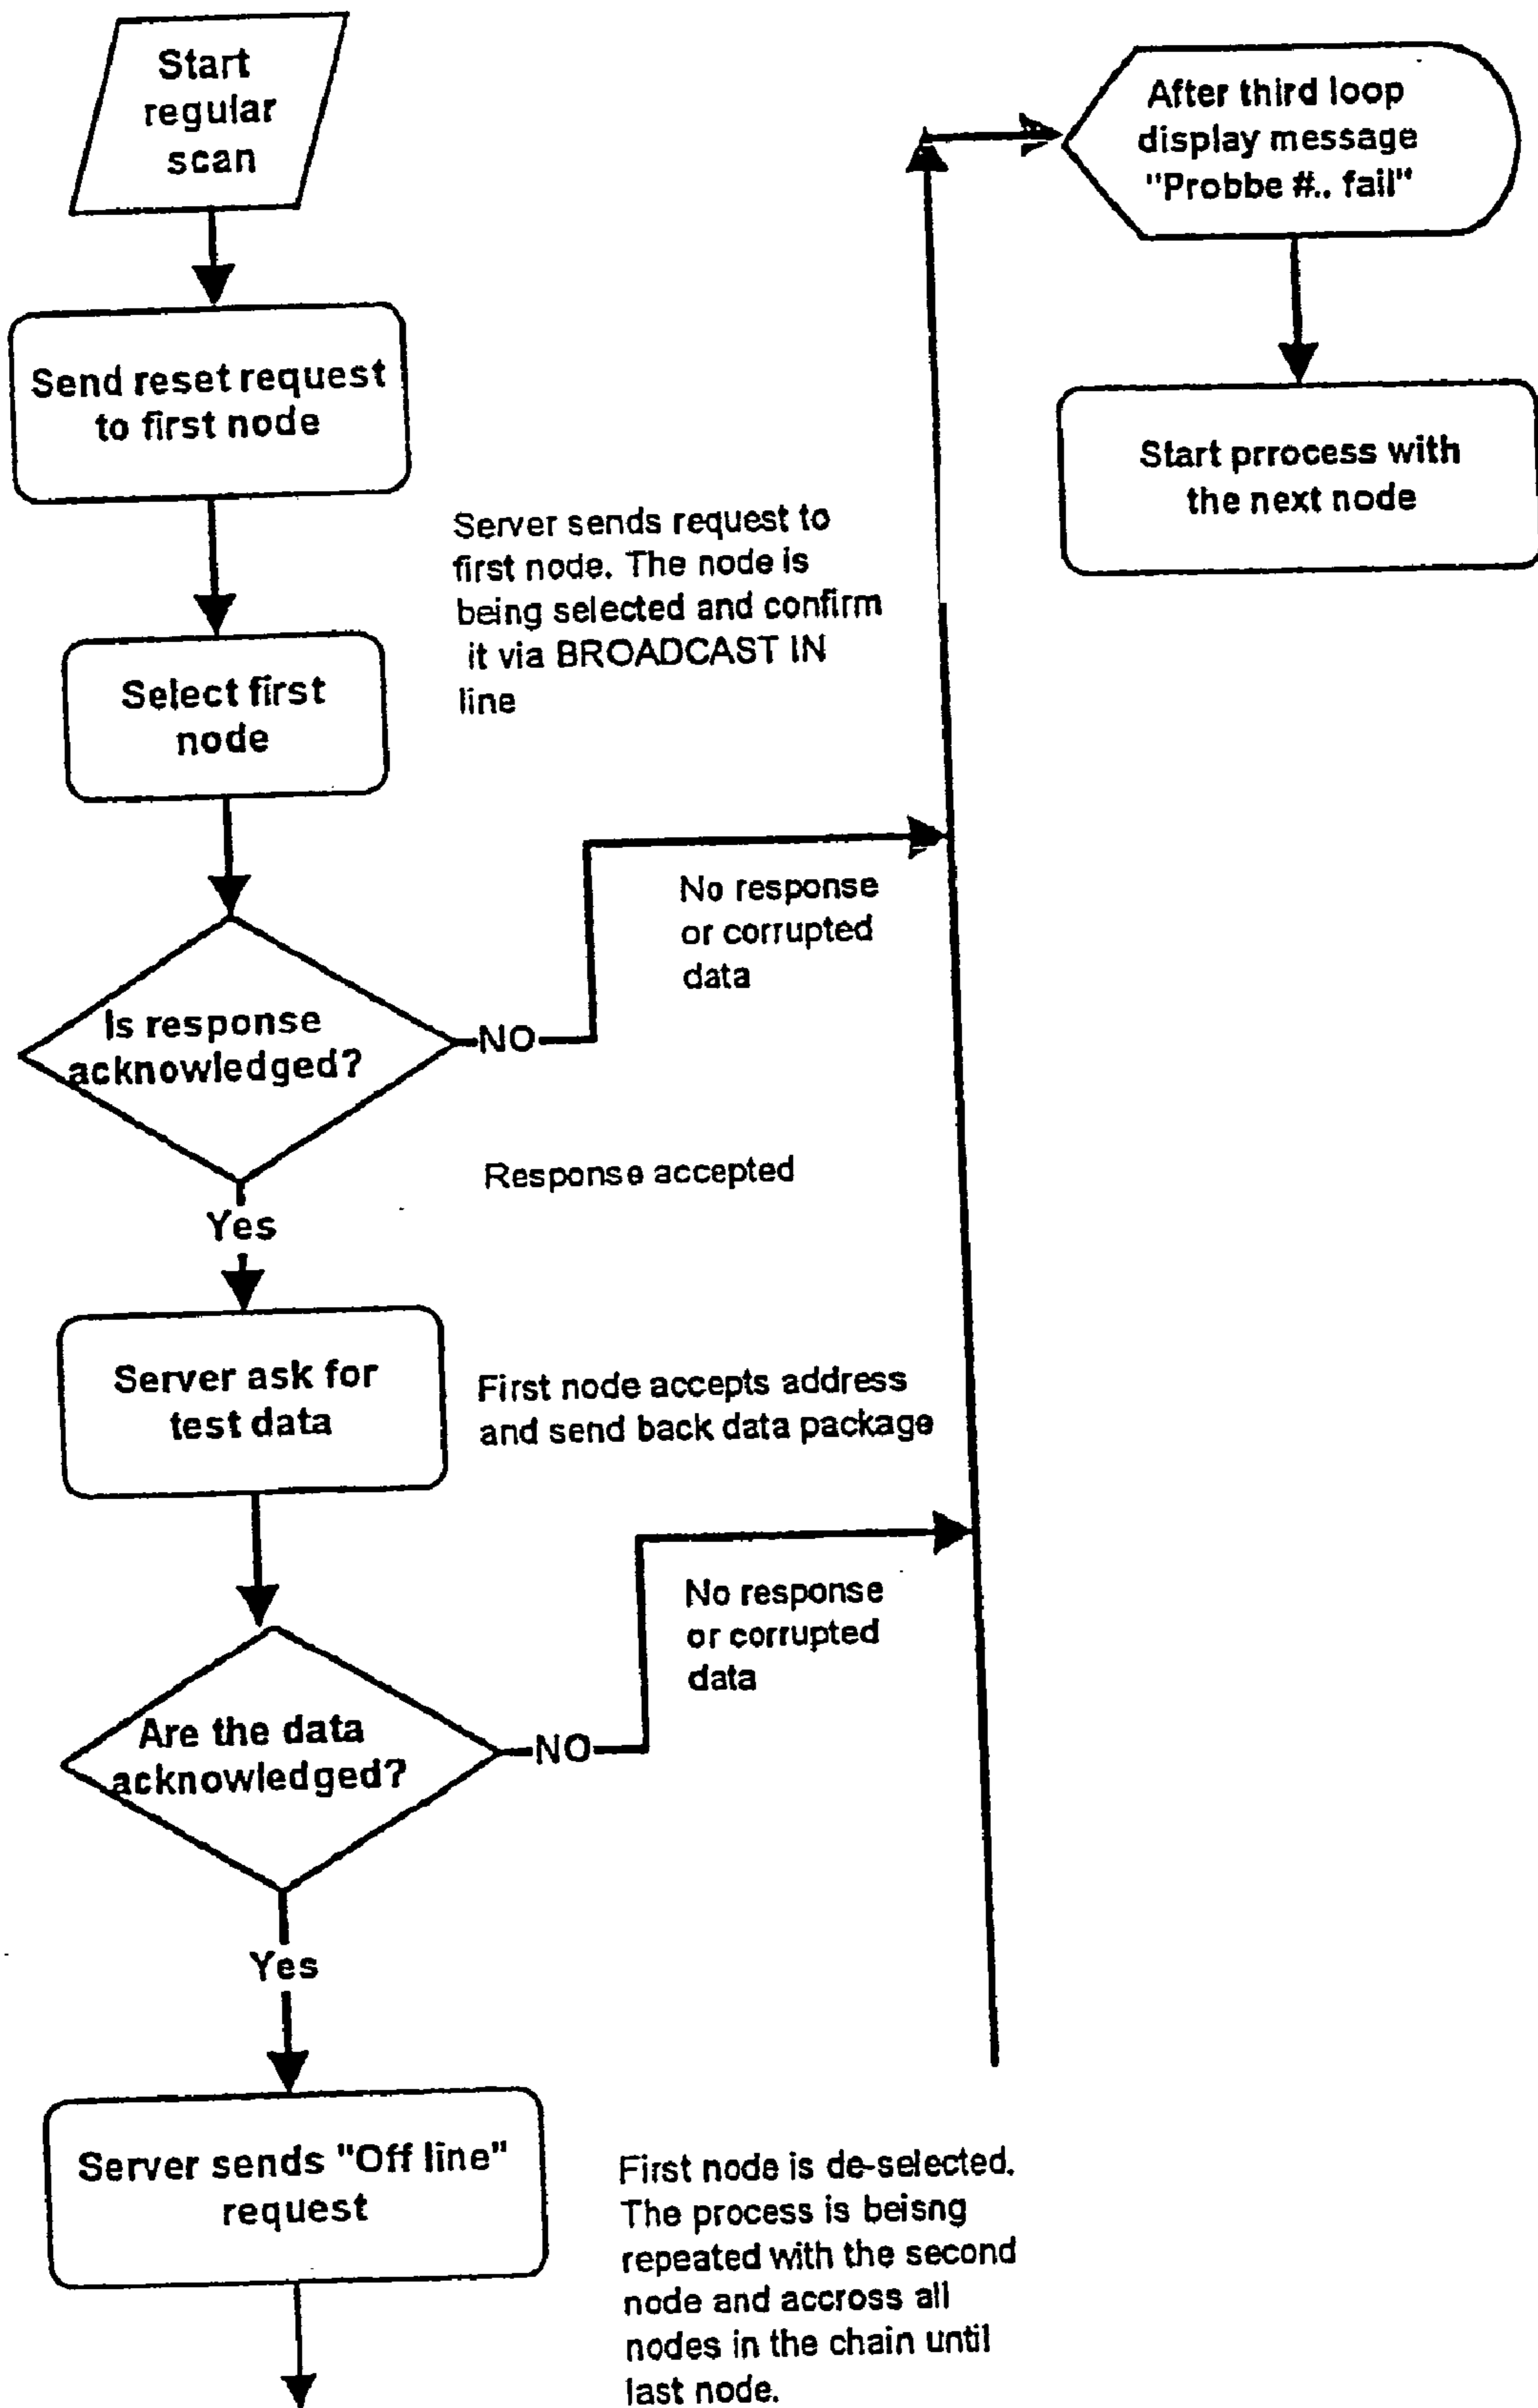 Start
regular
scan
After third loop
display message
"Probbe #.. fail"
Send reset request
to first node
Start prrocess with
the next node
Server sends request to
first node. The node is
being selected and confirm
it via BROADCAST IN
line
Select first
node
No response
or corrupted
data
Is response
acknowledged?
NO
Response accepted
Yes
Server ask for
test data
First node accepts address
and send back data package
No response
or corrupted
data
Are the data
acknowledged?
NO
Yes
Server sends "Off line"
request
First node is de-selected.
The process is beisng
repeated with the second
node and accross all
nodes in the chain until
last node.